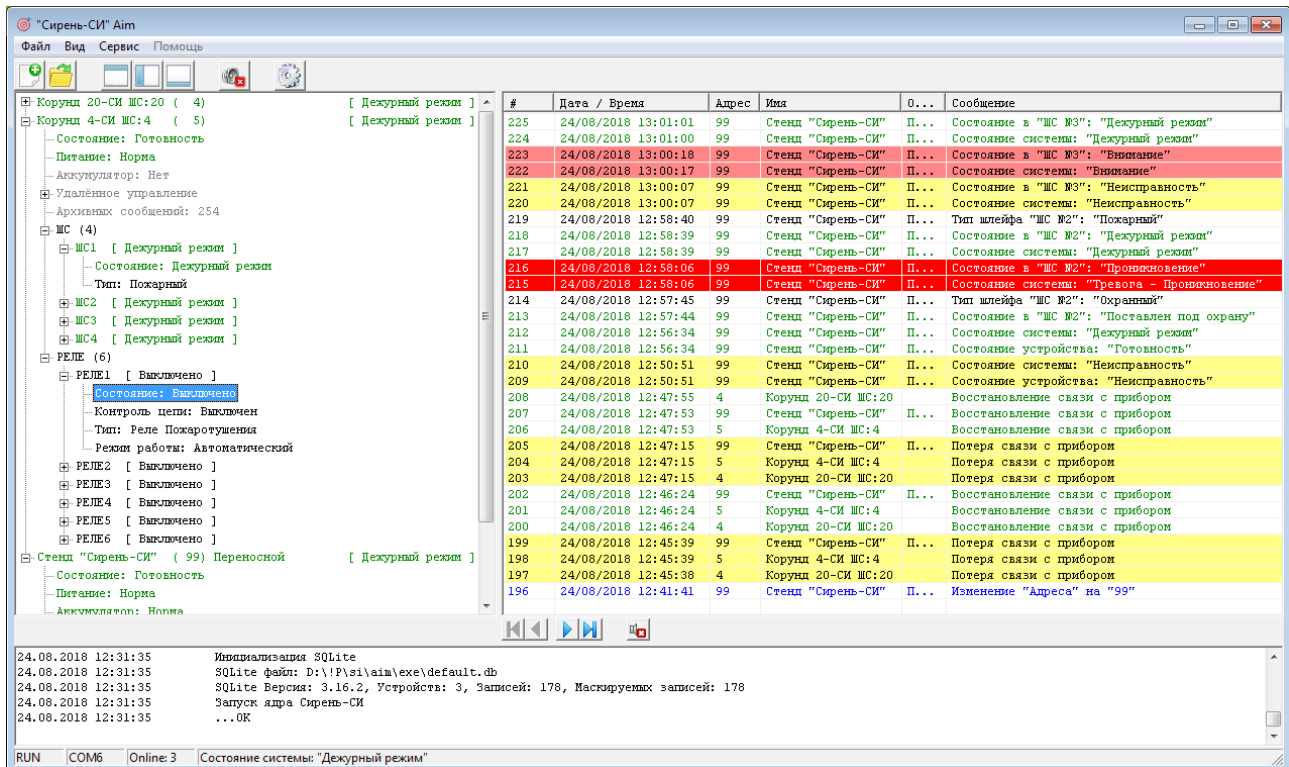 "Сирень-СИ" Aim
Файл Вид Сервис Помощь
Корунд 20-СИ ШС:20 ( 4) [ Дежурный режим ]
Корунд 4-СИ ШС:4 ( 5) [ Дежурный режим ]
Состояние: Готовность
Питание: Норма
Аккумулятор: Нет
Удалённое управление
Архивных сообщений: 254
ШС (4)
ШС1 [ Дежурный режим ]
Состояние: Дежурный режим
Тип: Пожарный
ШС2 [ Дежурный режим ]
ШС3 [ Дежурный режим ]
ШС4 [ Дежурный режим ]
РЕЛЕ (6)
РЕЛЕ1 [ Выключено ]
Состояние: Выключено
Контроль цепи: Выключен
Тип: Реле Пожаротушения
Режим работы: Автоматический
РЕЛЕ2 [ Выключено ]
РЕЛЕ3 [ Выключено ]
РЕЛЕ4 [ Выключено ]
РЕЛЕ5 [ Выключено ]
РЕЛЕ6 [ Выключено ]
Стенд "Сирень-СИ" ( 99) Переносной [ Дежурный режим ]
Состояние: Готовность
Питание: Норма
Аккумулятор: Норма
# Дата / Время Адрес Имя О... Сообщение
225 24/08/2018 13:01:01 99 Стенд "Сирень-СИ" П... Состояние в "ШС №3": "Дежурный режим"
224 24/08/2018 13:01:00 99 Стенд "Сирень-СИ" П... Состояние системы: "Дежурный режим"
223 24/08/2018 13:00:18 99 Стенд "Сирень-СИ" П... Состояние в "ШС №3": "Внимание"
222 24/08/2018 13:00:17 99 Стенд "Сирень-СИ" П... Состояние системы: "Внимание"
221 24/08/2018 13:00:07 99 Стенд "Сирень-СИ" П... Состояние в "ШС №3": "Неисправность"
220 24/08/2018 13:00:07 99 Стенд "Сирень-СИ" П... Состояние системы: "Неисправность"
219 24/08/2018 12:58:40 99 Стенд "Сирень-СИ" П... Тип шлейфа "ШС №2": "Пожарный"
218 24/08/2018 12:58:39 99 Стенд "Сирень-СИ" П... Состояние в "ШС №2": "Дежурный режим"
217 24/08/2018 12:58:39 99 Стенд "Сирень-СИ" П... Состояние системы: "Дежурный режим"
216 24/08/2018 12:58:06 99 Стенд "Сирень-СИ" П... Состояние в "ШС №2": "Проникновение"
215 24/08/2018 12:58:06 99 Стенд "Сирень-СИ" П... Состояние системы: "Тревога - Проникновение"
214 24/08/2018 12:57:45 99 Стенд "Сирень-СИ" П... Тип шлейфа "ШС №2": "Охранный"
213 24/08/2018 12:57:44 99 Стенд "Сирень-СИ" П... Состояние в "ШС №2": "Поставлен под охрану"
212 24/08/2018 12:56:34 99 Стенд "Сирень-СИ" П... Состояние системы: "Дежурный режим"
211 24/08/2018 12:56:34 99 Стенд "Сирень-СИ" П... Состояние устройства: "Готовность"
210 24/08/2018 12:50:51 99 Стенд "Сирень-СИ" П... Состояние системы: "Неисправность"
209 24/08/2018 12:50:51 99 Стенд "Сирень-СИ" П... Состояние устройства: "Неисправность"
208 24/08/2018 12:47:55 4 Корунд 20-СИ ШС:20 Восстановление связи с прибором
207 24/08/2018 12:47:53 99 Стенд "Сирень-СИ" П... Восстановление связи с прибором
206 24/08/2018 12:47:53 5 Корунд 4-СИ ШС:4 Восстановление связи с прибором
205 24/08/2018 12:47:15 99 Стенд "Сирень-СИ" П... Потеря связи с прибором
204 24/08/2018 12:47:15 5 Корунд 4-СИ ШС:4 Потеря связи с прибором
203 24/08/2018 12:47:15 4 Корунд 20-СИ ШС:20 Потеря связи с прибором
202 24/08/2018 12:46:24 99 Стенд "Сирень-СИ" П... Восстановление связи с прибором
201 24/08/2018 12:46:24 5 Корунд 4-СИ ШС:4 Восстановление связи с прибором
200 24/08/2018 12:46:24 4 Корунд 20-СИ ШС:20 Восстановление связи с прибором
199 24/08/2018 12:45:39 99 Стенд "Сирень-СИ" П... Потеря связи с прибором
198 24/08/2018 12:45:39 5 Корунд 4-СИ ШС:4 Потеря связи с прибором
197 24/08/2018 12:45:38 4 Корунд 20-СИ ШС:20 Потеря связи с прибором
196 24/08/2018 12:41:41 99 Стенд "Сирень-СИ" П... Изменение "Адреса" на "99"
24.08.2018 12:31:35 Инициализация SQLite
24.08.2018 12:31:35 SQLite файл: D:\!P\si\aim\exe\default.db
24.08.2018 12:31:35 SQLite Версия: 3.16.2, Устройств: 3, Записей: 178, Маскируемых записей: 178
24.08.2018 12:31:35 Запуск ядра Сирень-СИ
24.08.2018 12:31:35 ...OK
RUN COM6 Online: 3 Состояние системы: "Дежурный режим"